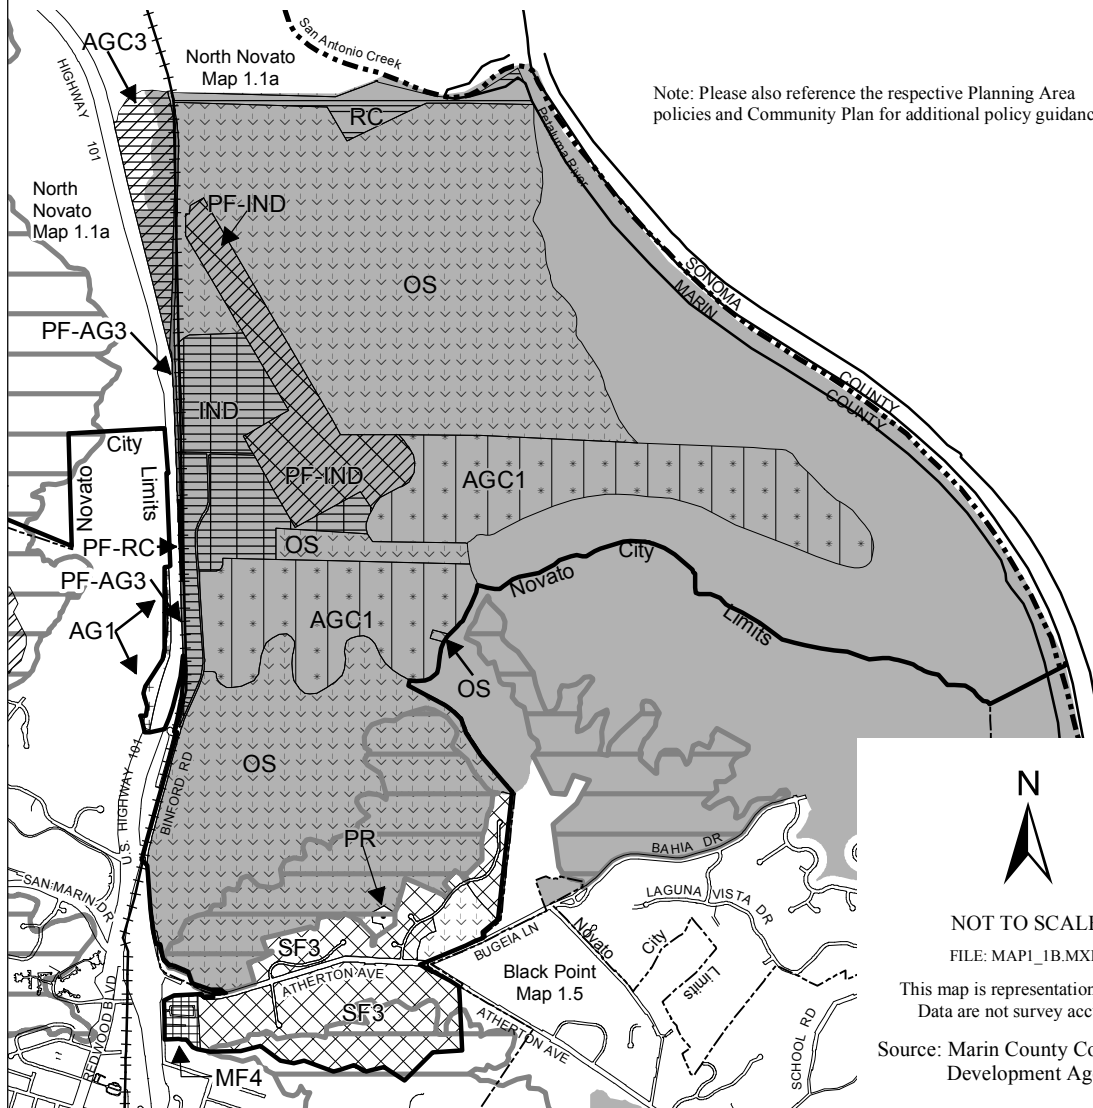 AGC3
North Novato
Map 1.1a
San Antonio Creek
HIGHWAY
101
Note: Please also reference the respective Planning Area
policies and Community Plan for additional policy guidanc
RC
Petaluma River
North
Novato
Map 1.1a
PF-IND
OS
SONOMA
MARIN
PF-AG3
COUNTY
COUNTY
IND
City
Novato
Limits
PF-IND
AGC1
PF-RC
OS
Novato
City
Limits
PF-AG3
AG1
AGC1
OS
U.S. HIGHWAY 101
BINFORD RD
OS
PR
BAHIA DR
SAN MARIN DR
LAGUNA VISTA DR
SF3
BUGEIA LN
Novato
City
Limits
Black Point
Map 1.5
ATHERTON AVE
SF3
ATHERTON AVE
REDWOOD BLVD
MF4
SCHOOL RD
N
NOT TO SCALE
FILE: MAP1_1B.MXD
This map is representation
Data are not survey acc
Source: Marin County Co
Development Ag